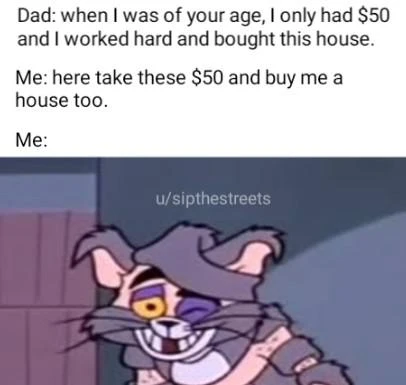 Dad: when I was of your age, I only had $50
and I worked hard and bought this house.
Me: here take these $50 and buy me a
house too.
Me:
u/sipthestreets